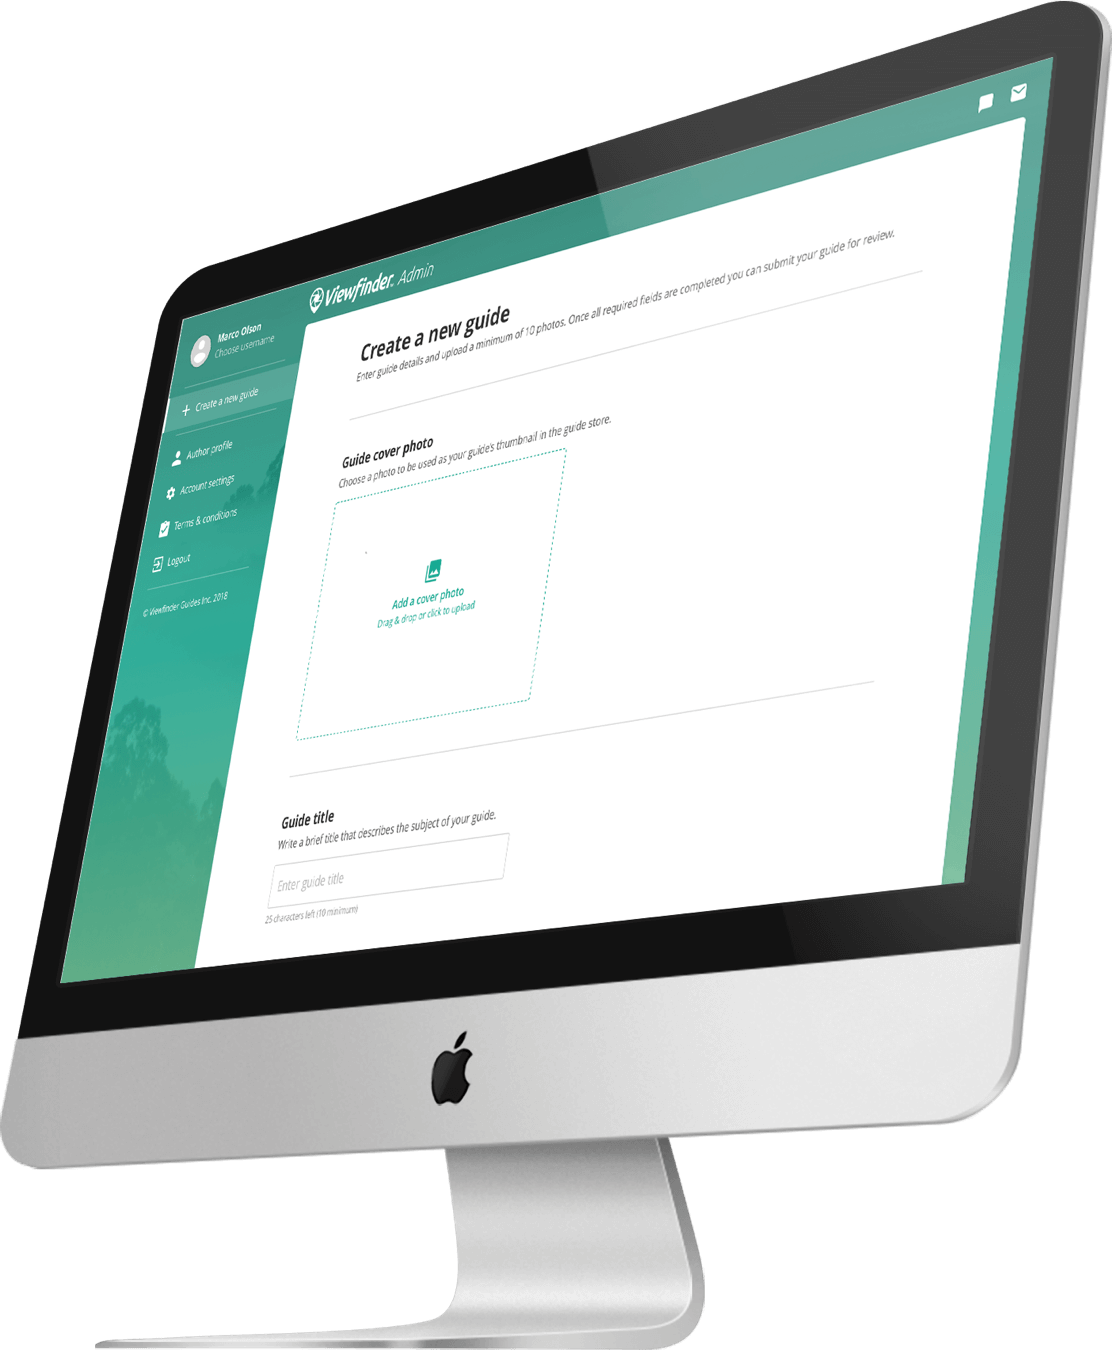 Viewfinder Admin
Marco Olson
Choose username
Create a new guide
Author profile
Account settings
Terms & conditions
Logout
© Viewfinder Guides Inc. 2018
Create a new guide
Enter guide details and upload a minimum of 10 photos. Once all required fields are completed you can submit your guide for review.
Guide cover photo
Choose a photo to be used as your guide's thumbnail in the guide store.
Add a cover photo
Drag & drop or click to upload
Guide title
Write a brief title that describes the subject of your guide.
Enter guide title
25 characters left (10 minimum)